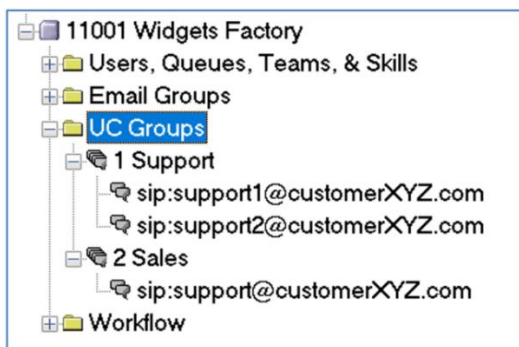 11001 Widgets Factory
Users, Queues, Teams, & Skills
Email Groups
UC Groups
1 Support
sip:support1@customerXYZ.com
sip:support2@customerXYZ.com
2 Sales
sip:support@customerXYZ.com
Workflow